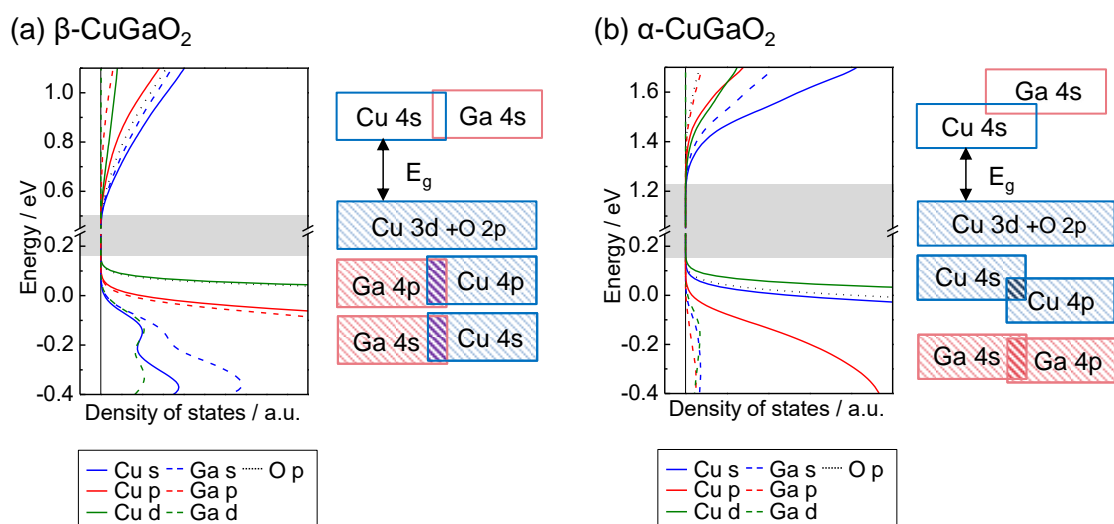 (a) β-CuGaO2
1.0
0.8
0.6
0.2
0.0
-0.2
-0.4
Energy / eV
Density of states / a.u.
Cu 4s
Ga 4s
Eg
Cu 3d +O 2p
Ga 4p
Cu 4p
Ga 4s
Cu 4s
Cu s
Ga s
O p
Cu p
Ga p
Cu d
Ga d
(b) α-CuGaO2
1.6
1.4
1.2
0.2
0.0
-0.2
-0.4
Energy / eV
Density of states / a.u.
Ga 4s
Cu 4s
Eg
Cu 3d +O 2p
Cu 4s
Cu 4p
Ga 4s
Ga 4p
Cu s
Ga s
O p
Cu p
Ga p
Cu d
Ga d